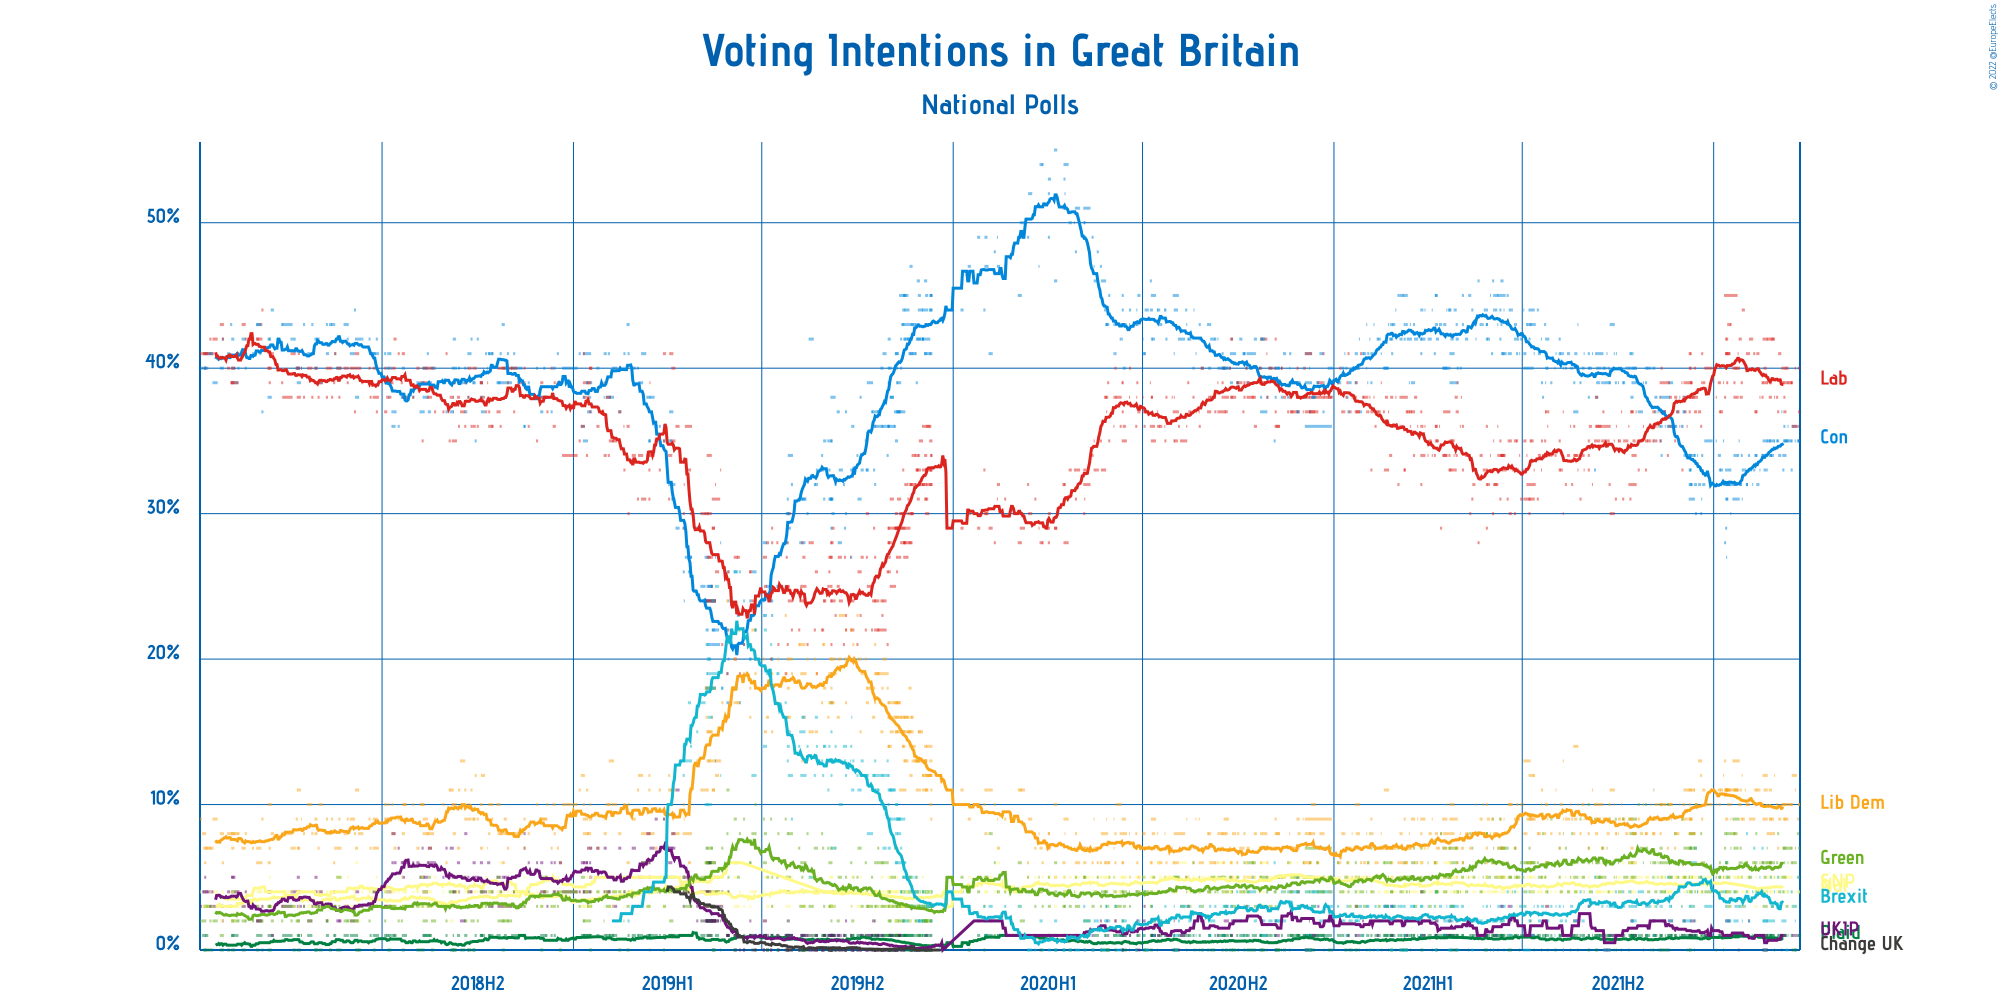 © 2022 @EuropeElects
Voting Intentions in Great Britain
National Polls
50%
40%
30%
20%
10%
0%
Lab
Con
Lib Dem
Green
SNP
Brexit
UKIP
Change UK
2018H2
2019H1
2019H2
2020H1
2020H2
2021H1
2021H2